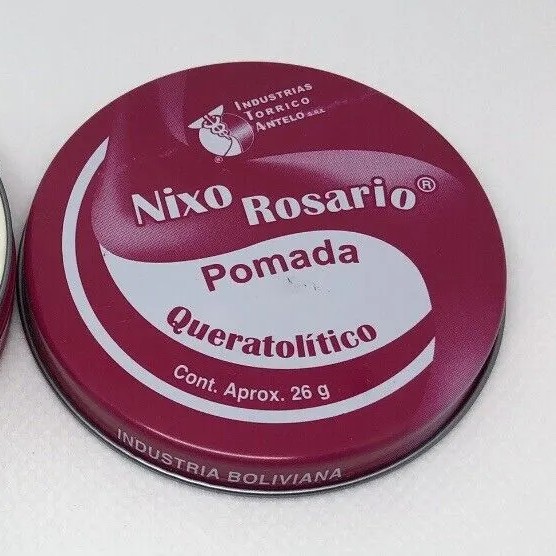 INDUSTRIAS
TORRICO
ANTELO S.R.L.
®
Nixo Rosario®
Pomada
Queratolítico
Cont. Aprox. 26 g
INDUSTRIA BOLIVIANA